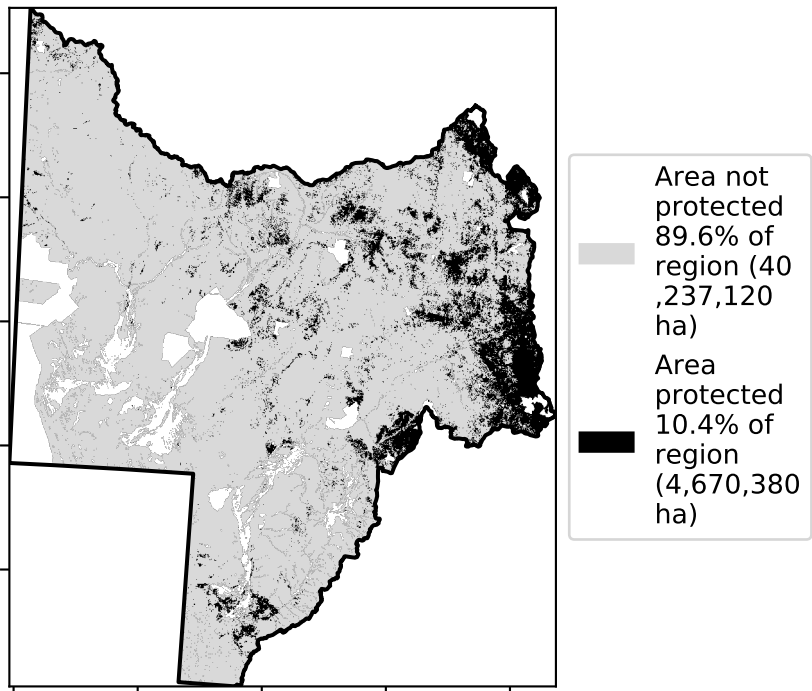 Area not
protected
89.6% of
region (40
,237,120
ha)
Area
protected
10.4% of
region
(4,670,380
ha)